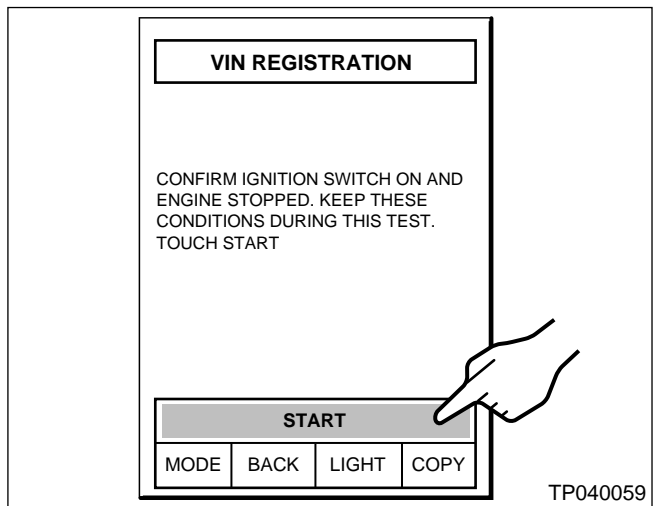 VIN REGISTRATION
CONFIRM IGNITION SWITCH ON AND
ENGINE STOPPED. KEEP THESE
CONDITIONS DURING THIS TEST.
TOUCH START
START
MODE BACK LIGHT COPY
TP040059